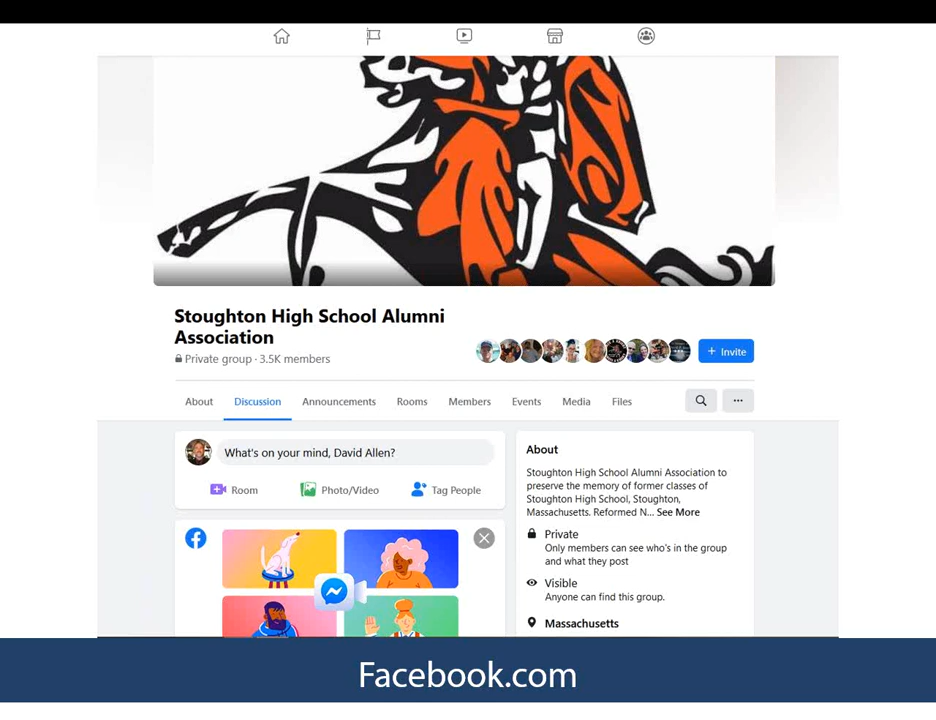 Stoughton High School Alumni
Association
Private group · 3.5K members
+ Invite
About Discussion Announcements Rooms Members Events Media Files
What's on your mind, David Allen?
Room Photo/Video Tag People
About
Stoughton High School Alumni Association to
preserve the memory of former classes of
Stoughton High School, Stoughton,
Massachusetts. Reformed N... See More
Private
Only members can see who's in the group
and what they post
Visible
Anyone can find this group.
Massachusetts
Facebook.com